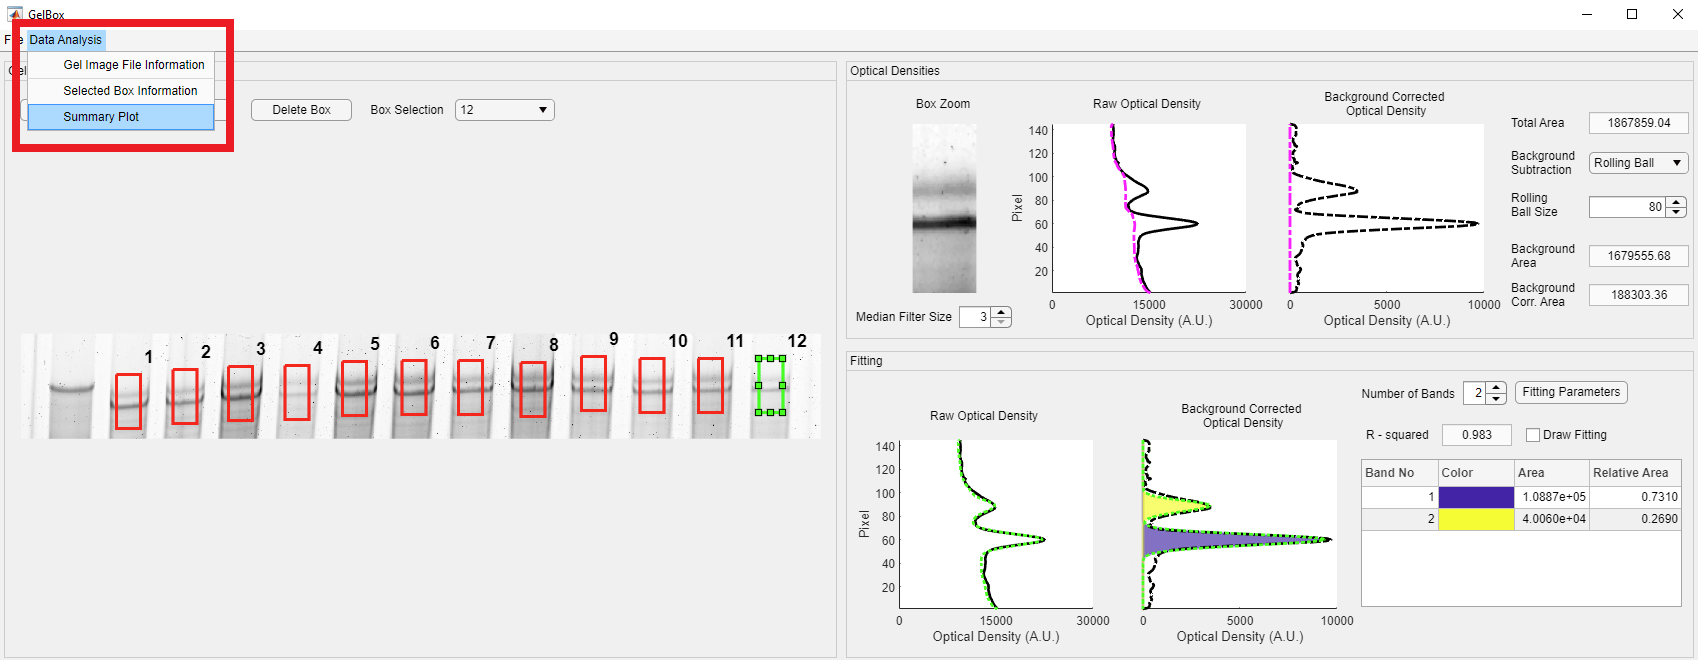 GelBox
Data Analysis
Gel Image File Information
Selected Box Information
Summary Plot
Delete Box
Box Selection
12
1
2
3
4
5
6
7
8
9
10
11
12
Optical Densities
Box Zoom
Median Filter Size
3
Raw Optical Density
140
120
100
80
60
40
20
Pixel
0
15000
30000
Optical Density (A.U.)
Background Corrected
Optical Density
0
5000
10000
Optical Density (A.U.)
Total Area
1867859.04
Background
Subtraction
Rolling Ball
Rolling
Ball Size
80
Background
Area
1679555.68
Background
Corr. Area
188303.36
Fitting
Raw Optical Density
140
120
100
80
60
40
20
Pixel
0
15000
30000
Optical Density (A.U.)
Background Corrected
Optical Density
0
5000
10000
Optical Density (A.U.)
Number of Bands
2
Fitting Parameters
R - squared
0.983
Draw Fitting
Band No Color Area Relative Area
1 1.0887e+05 0.7310
2 4.0060e+04 0.2690